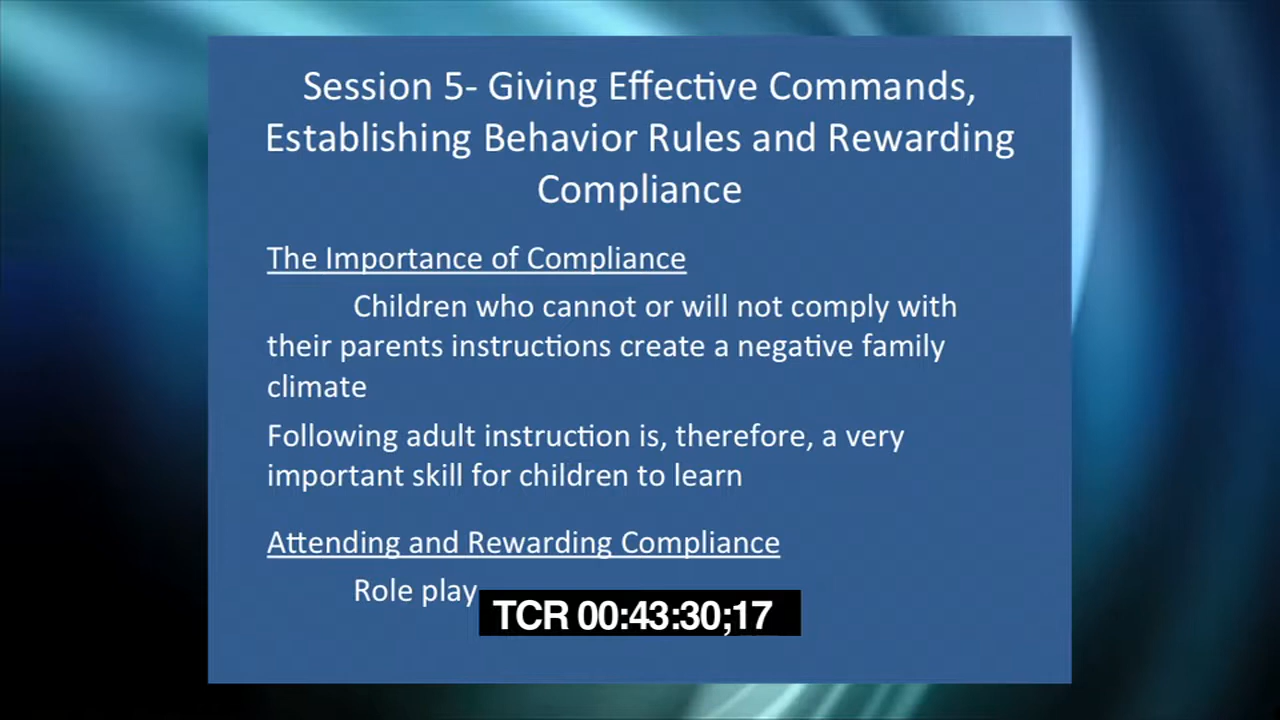 Session 5- Giving Effective Commands,
Establishing Behavior Rules and Rewarding
Compliance
The Importance of Compliance
Children who cannot or will not comply with
their parents instructions create a negative family
climate
Following adult instruction is, therefore, a very
important skill for children to learn
Attending and Rewarding Compliance
Role play
TCR 00:43:30;17